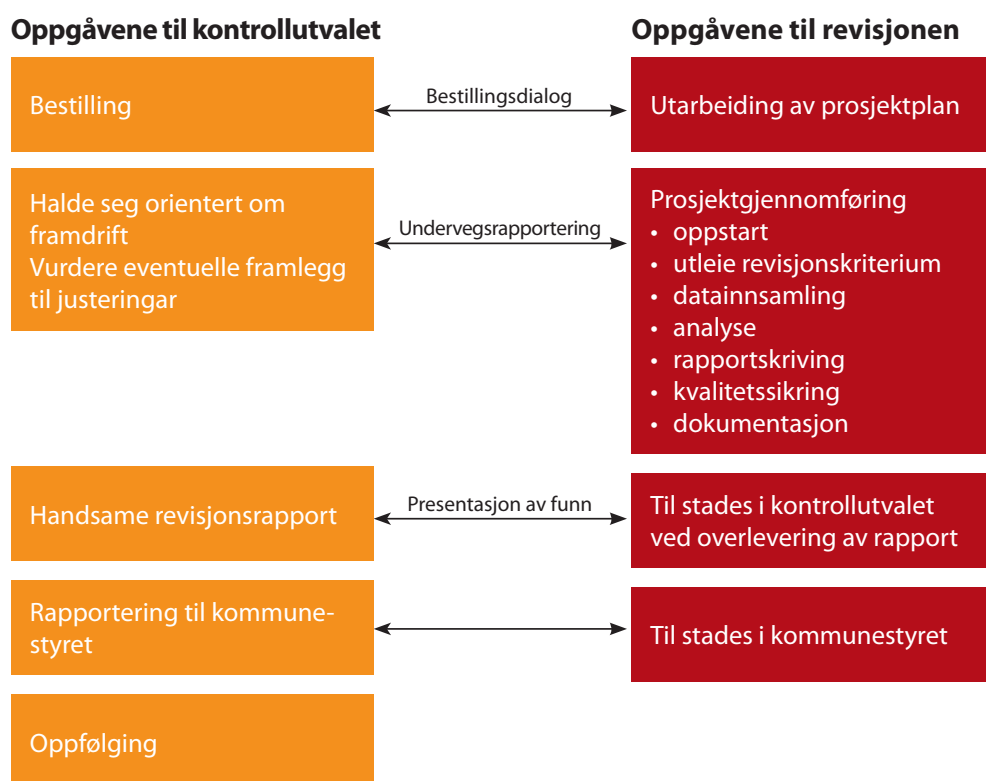 Oppgåvene til kontrollutvalet
Oppgåvene til revisjonen
Bestilling
Bestillingsdialog
Utarbeiding av prosjektplan
Halde seg orientert om
framdrift
Vurdere eventuelle framlegg
til justeringar
Undervegsrapportering
Prosjektgjennomføring
• oppstart
• utleie revisjonskriterium
• datainnsamling
• analyse
• rapportskriving
• kvalitetssikring
• dokumentasjon
Handsame revisjonsrapport
Presentasjon av funn
Til stades i kontrollutvalet
ved overlevering av rapport
Rapportering til kommune-
styret
Til stades i kommunestyret
Oppfølging